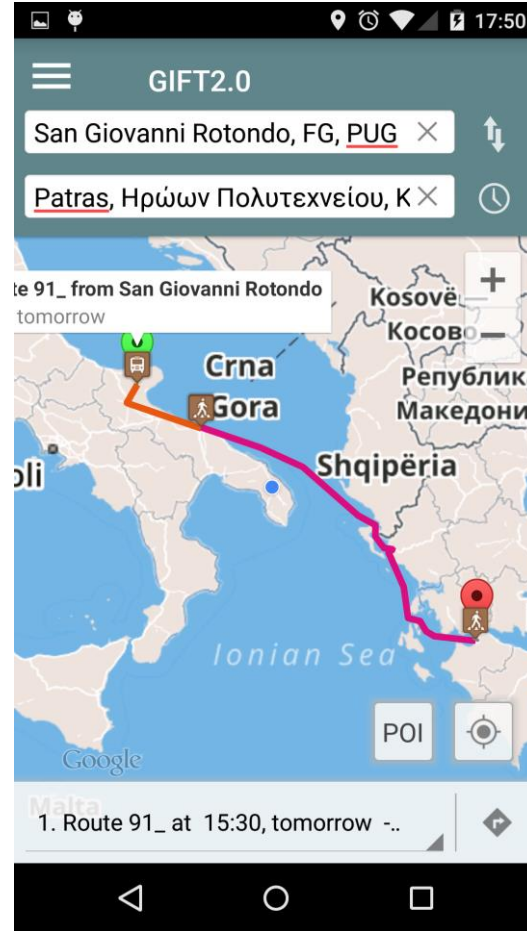 17:50
GIFT2.0
San Giovanni Rotondo, FG, PUG
Patras, Ηρώων Πολυτεχνείου, Κ
te 91_ from San Giovanni Rotondo
tomorrow
Kosovë
Косово
Crna
Gora
Републик
Македони
oli
Shqipëria
Ionian Sea
POI
Google
Malta
1. Route 91_ at 15:30, tomorrow -..